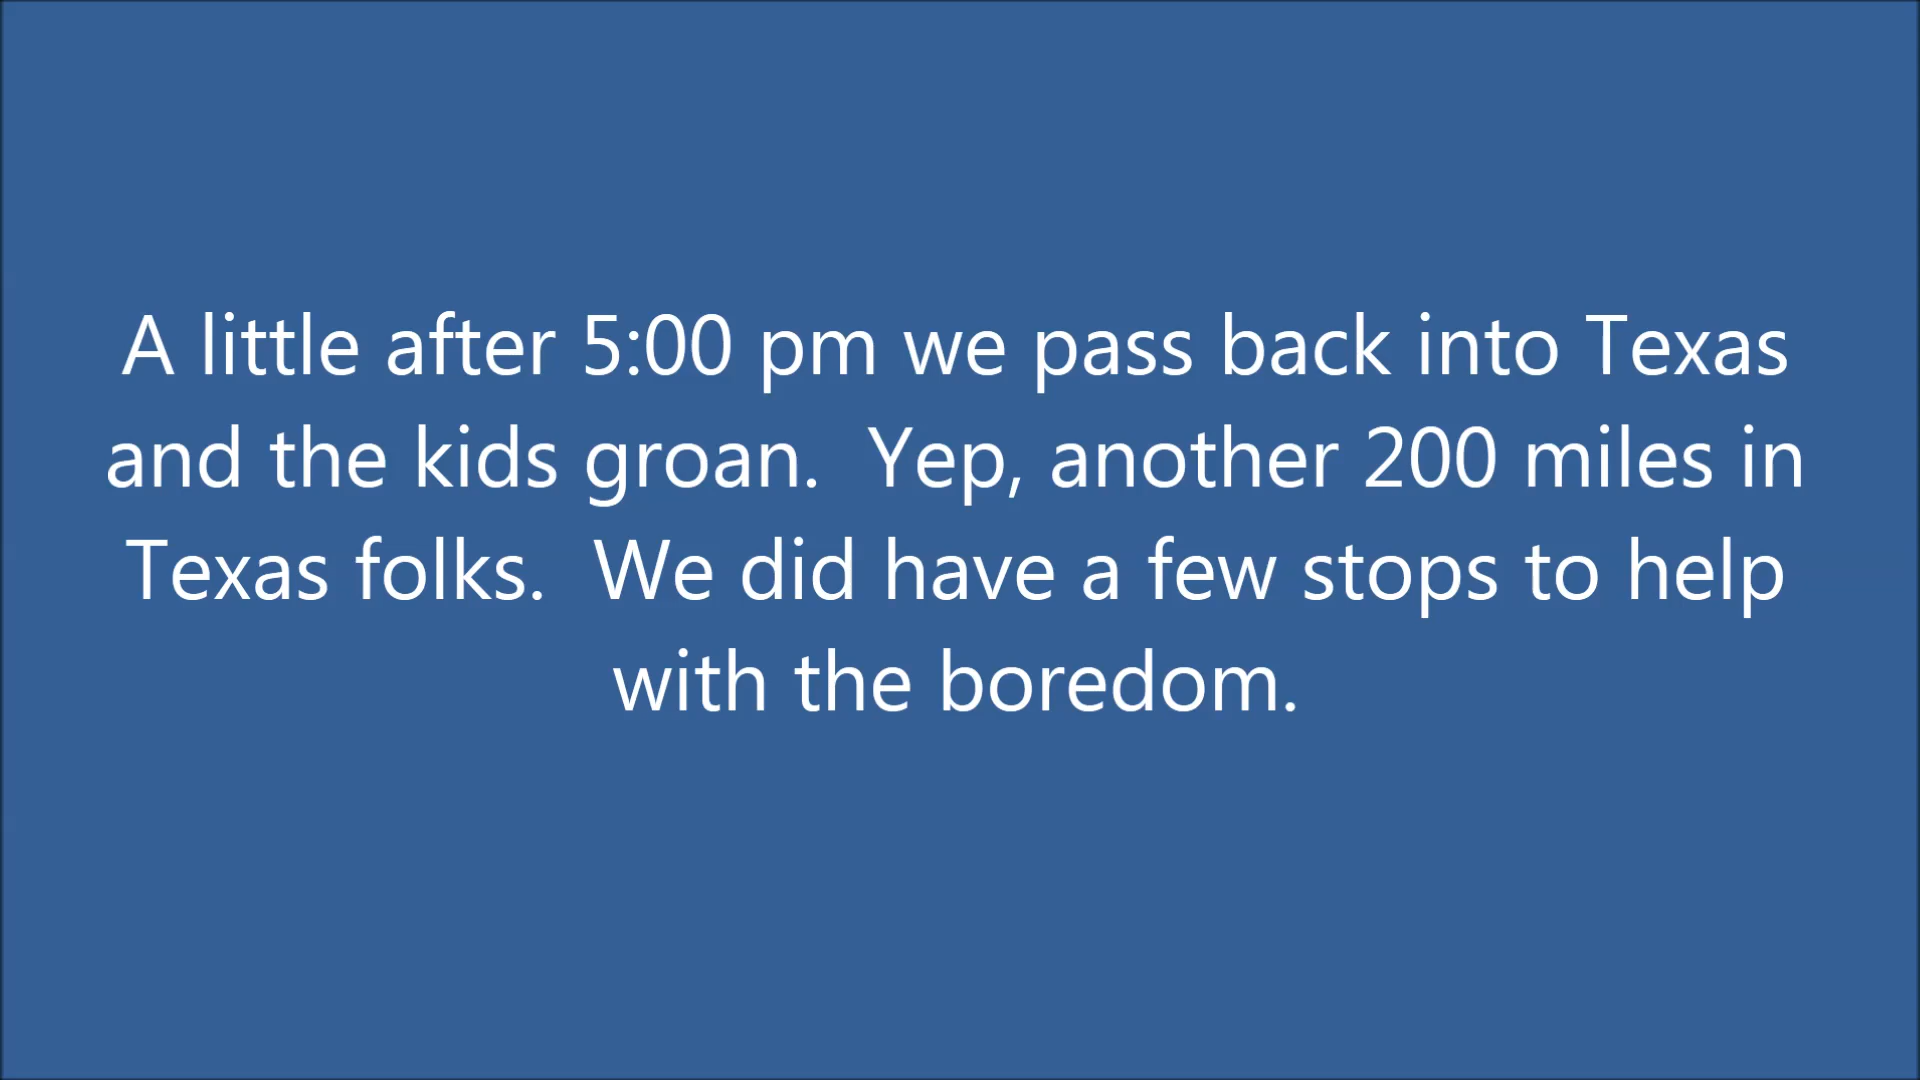 A little after 5:00 pm we pass back into Texas
and the kids groan.  Yep, another 200 miles in
Texas folks.  We did have a few stops to help
with the boredom.